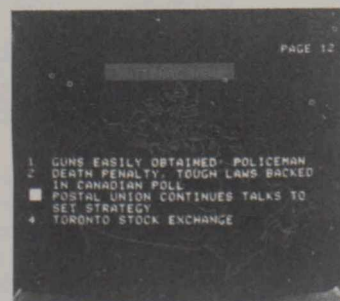 PAGE 12
1 GUNS EASILY OBTAINED: POLICEMAN
2 DEATH PENALTY, TOUGH LAWS BACKED
IN CANADIAN POLL
POSTAL UNION CONTINUES TALKS TO
SET STRATEGY
4 TORONTO STOCK EXCHANGE